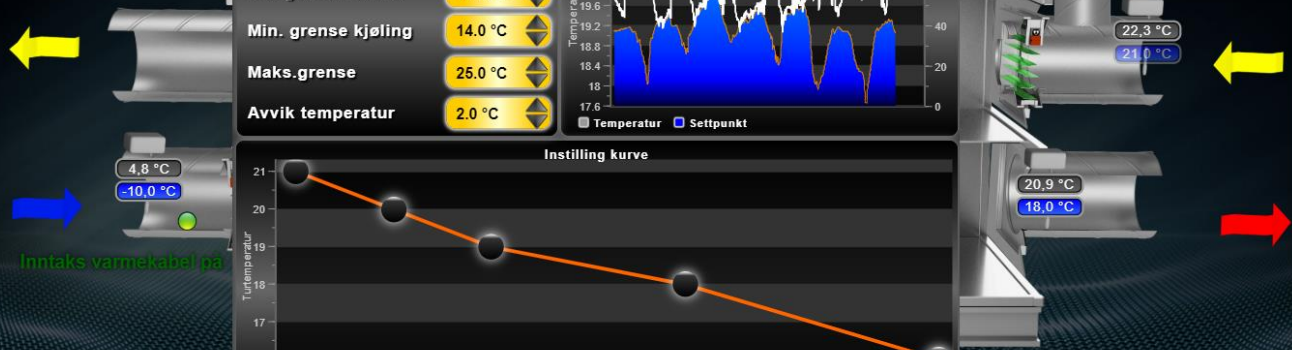 19.6
Min. grense kjøling
14.0 °C
19.2
40
22,3 °C
18.8
21,0 °C
Maks.grense
25.0 °C
18.4
20
18
Avvik temperatur
2.0 °C
17.6
0
Temperatur
Settpunkt
Instilling kurve
4,8 °C
-10,0 °C
21
20
19
18
17
Turtemperatur
20,9 °C
18,0 °C
Inntaks varmekabel på